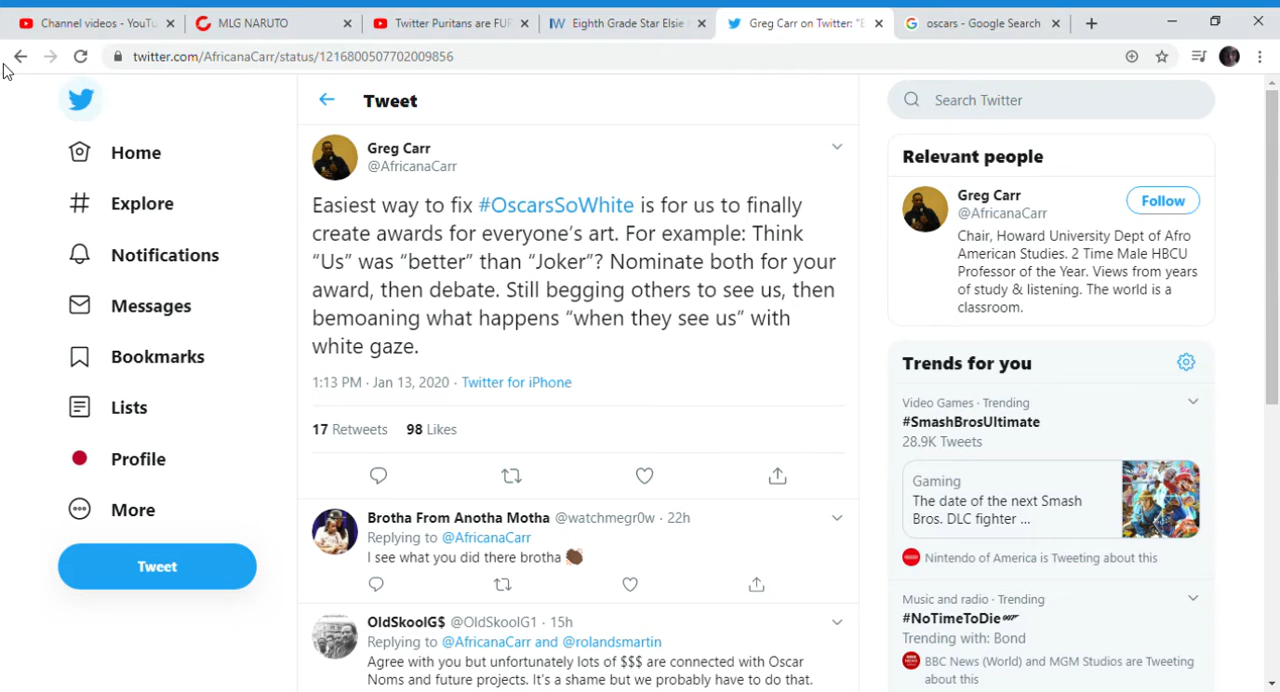 Channel videos - YouTu
MLG NARUTO
Twitter Puritans are FUR
Eighth Grade Star Elsie
Greg Carr on Twitter: "E
oscars - Google Search
twitter.com/AfricanaCarr/status/1216800507702009856
Home
Explore
Notifications
Messages
Bookmarks
Lists
Profile
More
Tweet
Tweet
Greg Carr
@AfricanaCarr
Easiest way to fix #OscarsSoWhite is for us to finally
create awards for everyone’s art. For example: Think
“Us” was “better” than “Joker”? Nominate both for your
award, then debate. Still begging others to see us, then
bemoaning what happens “when they see us” with
white gaze.
1:13 PM · Jan 13, 2020 · Twitter for iPhone
17 Retweets 98 Likes
Brotha From Anotha Motha @watchmegr0w · 22h
Replying to @AfricanaCarr
I see what you did there brotha
OldSkoolG$ @OldSkoolG1 · 15h
Replying to @AfricanaCarr and @rolandsmartin
Agree with you but unfortunately lots of $$$ are connected with Oscar
Noms and future projects. It’s a shame but we probably have to do that.
Search Twitter
Relevant people
Greg Carr
@AfricanaCarr
Follow
Chair, Howard University Dept of Afro
American Studies. 2 Time Male HBCU
Professor of the Year. Views from years
of study & listening. The world is a
classroom.
Trends for you
Video Games · Trending
#SmashBrosUltimate
28.9K Tweets
Gaming
The date of the next Smash
Bros. DLC fighter ...
Nintendo of America is Tweeting about this
Music and radio · Trending
#NoTimeToDie
Trending with: Bond
BBC News (World) and MGM Studios are Tweeting
about this